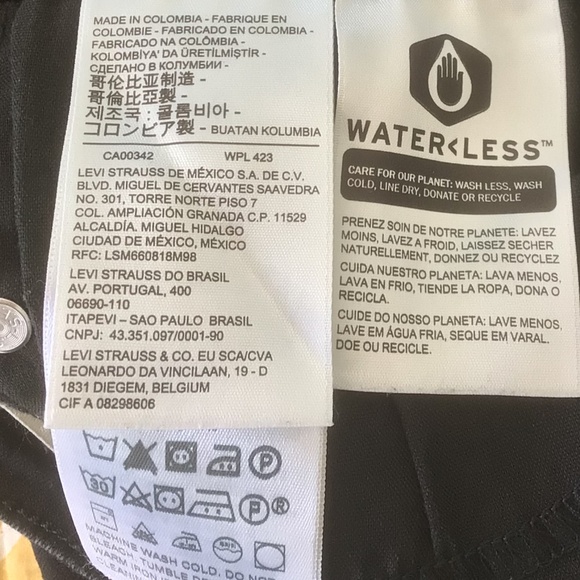 MADE IN COLOMBIA - FABRIQUE EN
COLOMBIE - FABRICADO EN COLOMBIA -
FABRICADO NA COLÔMBIA -
KOLOMBİYA' DA ÜRETİLMİŞTİR -
СДЕЛАНО В КОЛУМБИИ -
哥伦比亚制造 -
哥倫比亞製 -
제조국 : 콜롬비아 -
コロンビア製 - BUATAN KOLUMBIA
CA00342 WPL 423
LEVI STRAUSS DE MÉXICO S.A. DE C.V.
BLVD. MIGUEL DE CERVANTES SAAVEDRA
NO. 301, TORRE NORTE PISO 7
COL. AMPLIACIÓN GRANADA C.P. 11529
ALCALDÍA. MIGUEL HIDALGO
CIUDAD DE MÉXICO, MÉXICO
RFC: LSM660818M98
LEVI STRAUSS DO BRASIL
AV. PORTUGAL, 400
06690-110
ITAPEVI – SAO PAULO BRASIL
CNPJ: 43.351.097/0001-90
LEVI STRAUSS & CO. EU SCA/CVA
LEONARDO DA VINCILAAN, 19 - D
1831 DIEGEM, BELGIUM
CIF A 08298606
WATER<LESS™
CARE FOR OUR PLANET: WASH LESS, WASH
COLD, LINE DRY, DONATE OR RECYCLE
PRENEZ SOIN DE NOTRE PLANETE: LAVEZ
MOINS, LAVEZ A FROID, LAISSEZ SECHER
NATURELLEMENT, DONNEZ OU RECYCLEZ
CUIDA NUESTRO PLANETA: LAVA MENOS,
LAVA EN FRIO, TIENDE LA ROPA, DONA O
RECICLA.
CUIDE DO NOSSO PLANETA: LAVE MENOS,
LAVE EM ÁGUA FRIA, SEQUE EM VARAL.
DOE OU RECICLE.
P
30 P®
MACHINE WASH COLD. DO NOT
BLEACH. TUMBLE
WARM IRON